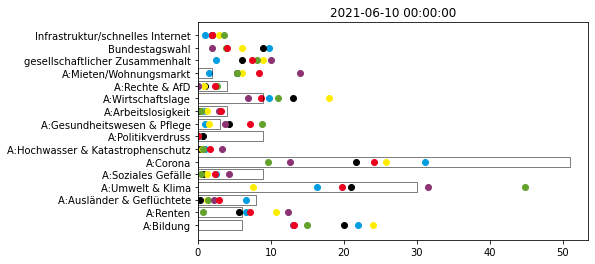 2021-06-10 00:00:00
Infrastruktur/schnelles Internet
Bundestagswahl
gesellschaftlicher Zusammenhalt
A:Mieten/Wohnungsmarkt
A:Rechte & AfD
A:Wirtschaftslage
A:Arbeitslosigkeit
A:Gesundheitswesen & Pflege
A:Politikverdruss
A:Hochwasser & Katastrophenschutz
A:Corona
A:Soziales Gefälle
A:Umwelt & Klima
A:Ausländer & Geflüchtete
A:Renten
A:Bildung
0 10 20 30 40 50